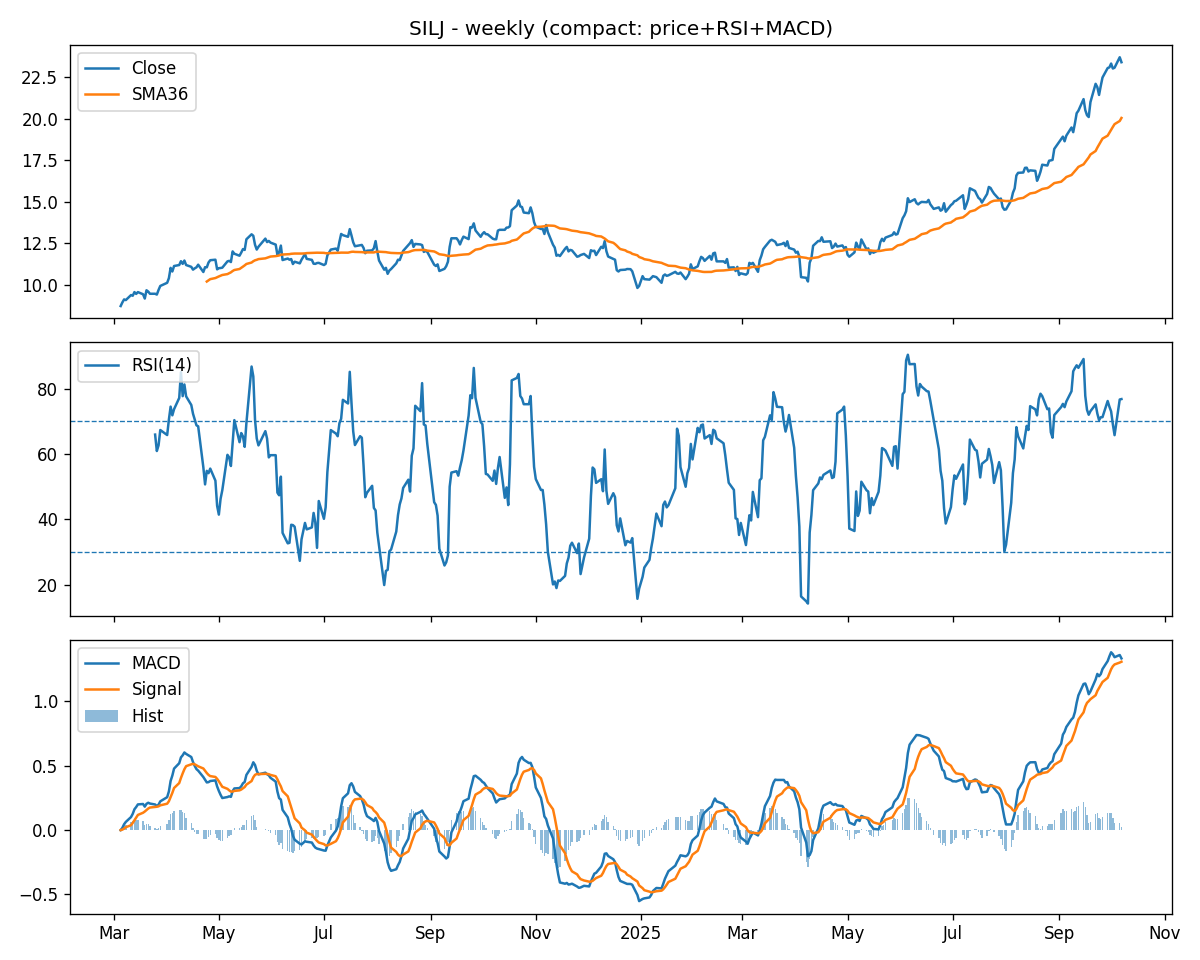 SILJ - weekly (compact: price+RSI+MACD)
Close
SMA36
22.5
20.0
17.5
15.0
12.5
10.0
RSI(14)
80
60
40
20
MACD
Signal
Hist
1.0
0.5
0.0
−0.5
Mar May Jul Sep Nov 2025 Mar May Jul Sep Nov